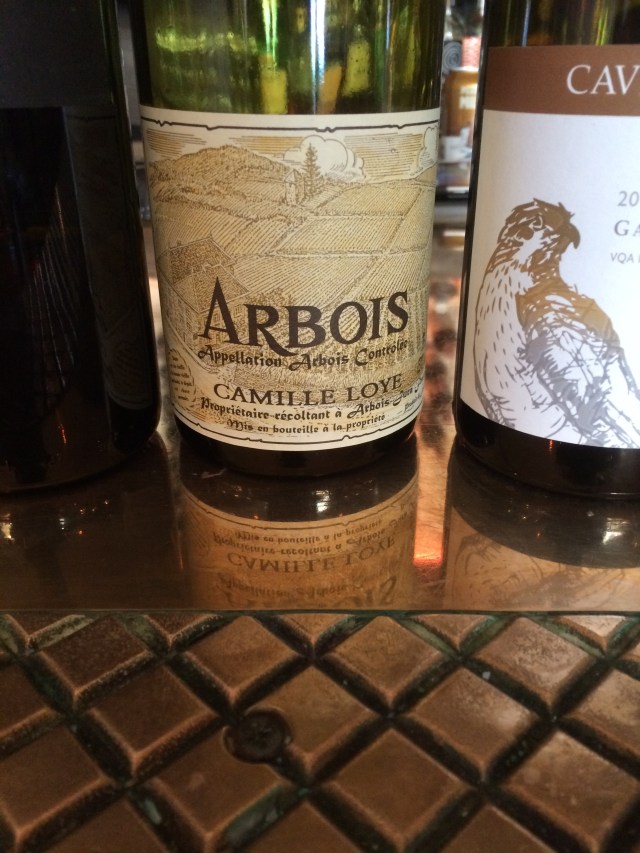 ARBOIS
Appellation Arbois Contrôlée
CAMILLE LOYE
Propriétaire-récoltant à Arbois
Mis en bouteille à la propriété
CAV
20
GA
VQA